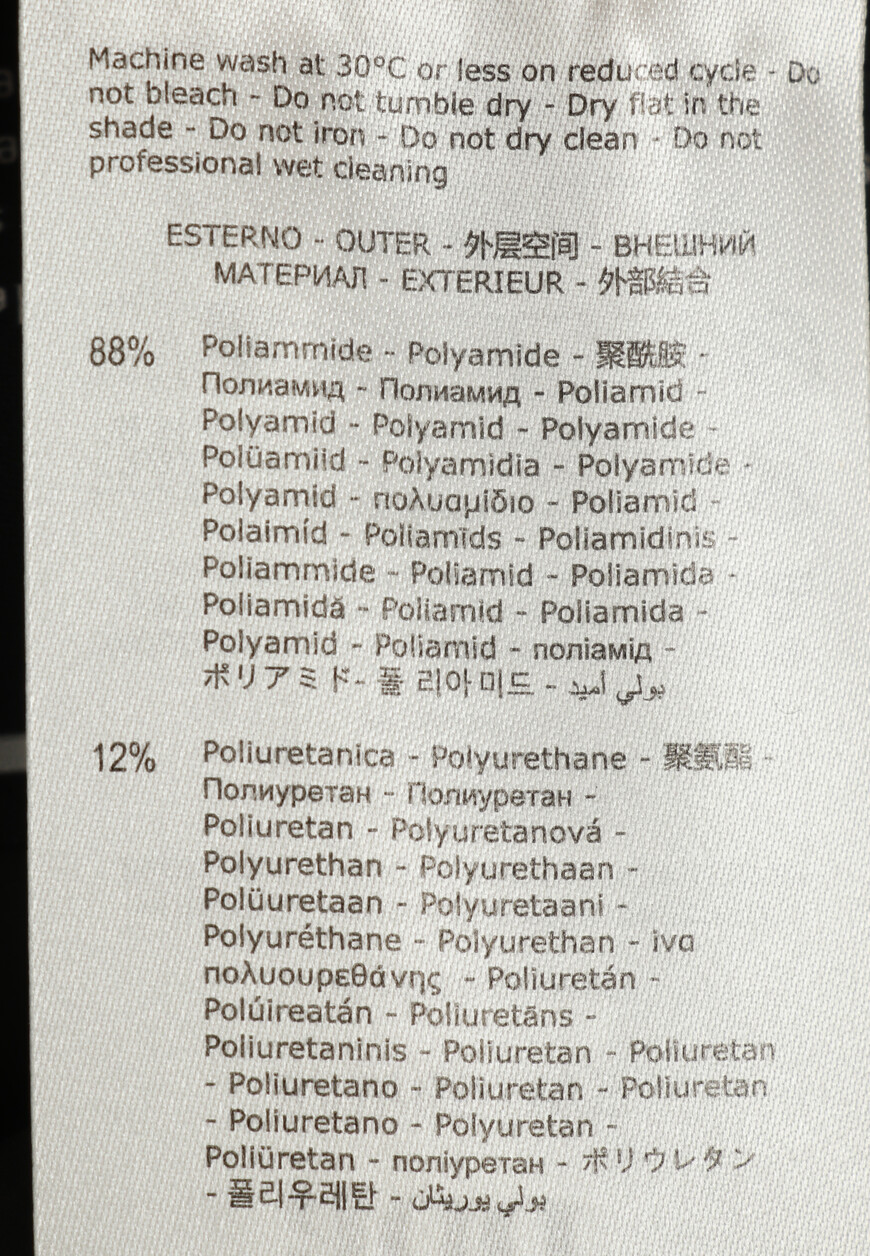 Machine wash at 30°C or less on reduced cycle - Do
not bleach - Do not tumble dry - Dry flat in the
shade - Do not iron - Do not dry clean - Do not
professional wet cleaning
ESTERNO - OUTER - 外层空间 - ВНЕШНИЙ
МАТЕРИАЛ - EXTERIEUR - 外部結合
88% Poliammide - Polyamide - 聚酰胺 -
Полиамид - Полиамид - Poliamid -
Polyamid - Polyamid - Polyamide -
Polüamiid - Polyamidia - Polyamide -
Polyamid - πολυαμίδιο - Poliamid -
Polaimíd - Poliamīds - Poliamidinis -
Poliammide - Poliamid - Poliamida -
Poliamidă - Poliamid - Poliamida -
Polyamid - Poliamid - поліамід -
ポリアミド- 폴 리아미드 - بولي أميد
12% Poliuretanica - Polyurethane - 聚氨酯 -
Полиуретан - Полиуретан -
Poliuretan - Polyuretanová -
Polyurethan - Polyurethaan -
Polüuretaan - Polyuretaani -
Polyuréthane - Polyurethan - ίνα
πολυουρεθάνης - Poliuretán -
Polúireatán - Poliuretāns -
Poliuretaninis - Poliuretan - Poliuretan
- Poliuretano - Poliuretan - Poliuretan
- Poliuretano - Polyuretan -
Poliüretan - поліуретан - ポリウレタン
- 폴리우레탄 - بولي يوريثان